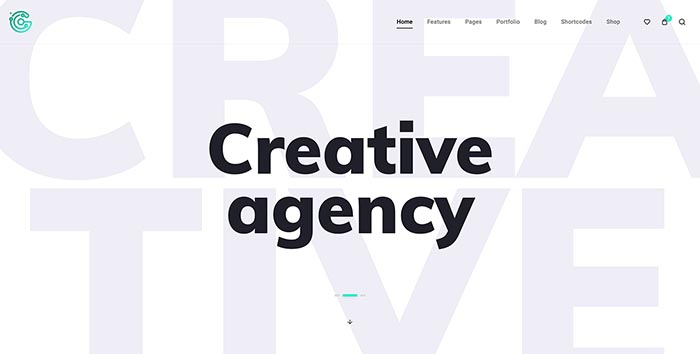 Home Features Pages Portfolio Blog Shortcodes Shop
CREA
Creative
agency
TIVE